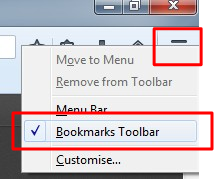 Move to Menu
Remove from Toolbar
Menu Bar
Bookmarks Toolbar
Customise...